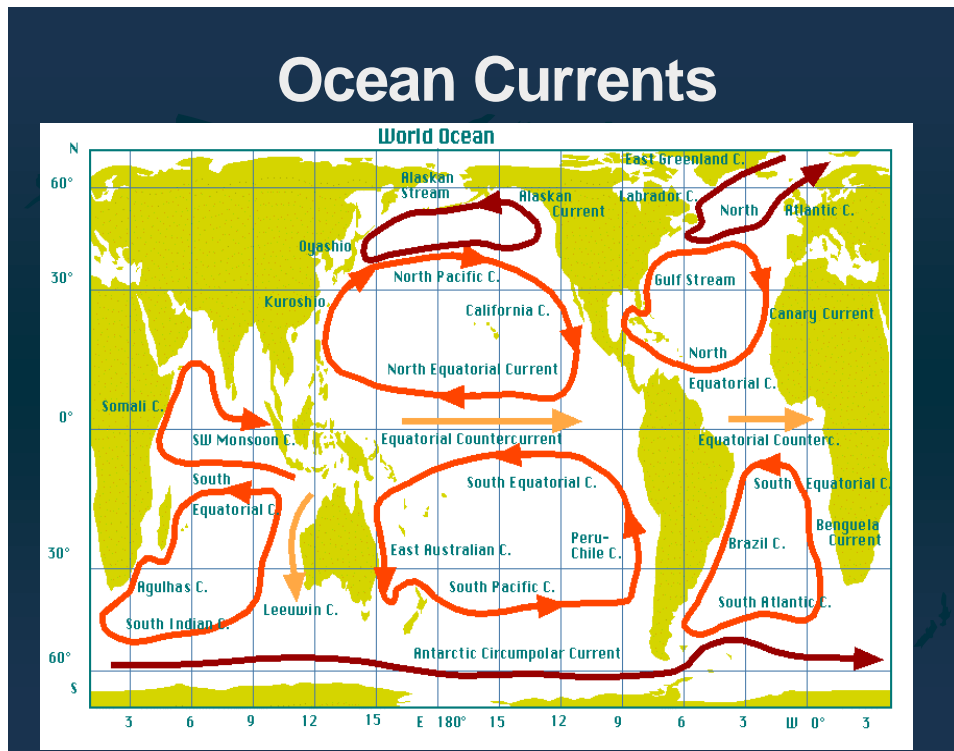 Ocean Currents
World Ocean
N
60°
30°
0°
30°
60°
S
East Greenland C.
Alaskan
Stream
Labrador C.
Alaskan
Current
North
Atlantic C.
Oyashio
North Pacific C.
Gulf Stream
Kuroshio
California C.
Canary Current
North
Equatorial C.
North Equatorial Current
Somali C.
SW Monsoon C.
Equatorial Countercurrent
Equatorial Counterc.
South
Equatorial C.
South Equatorial C.
South
Equatorial C.
Benguela
Current
Peru-
Chile C.
East Australian C.
Brazil C.
Agulhas C.
South Pacific C.
Leeuwin C.
South Atlantic C.
South Indian C.
Antarctic Circumpolar Current
3 6 9 12 15 E 180° 15 12 9 6 3 W 0° 3